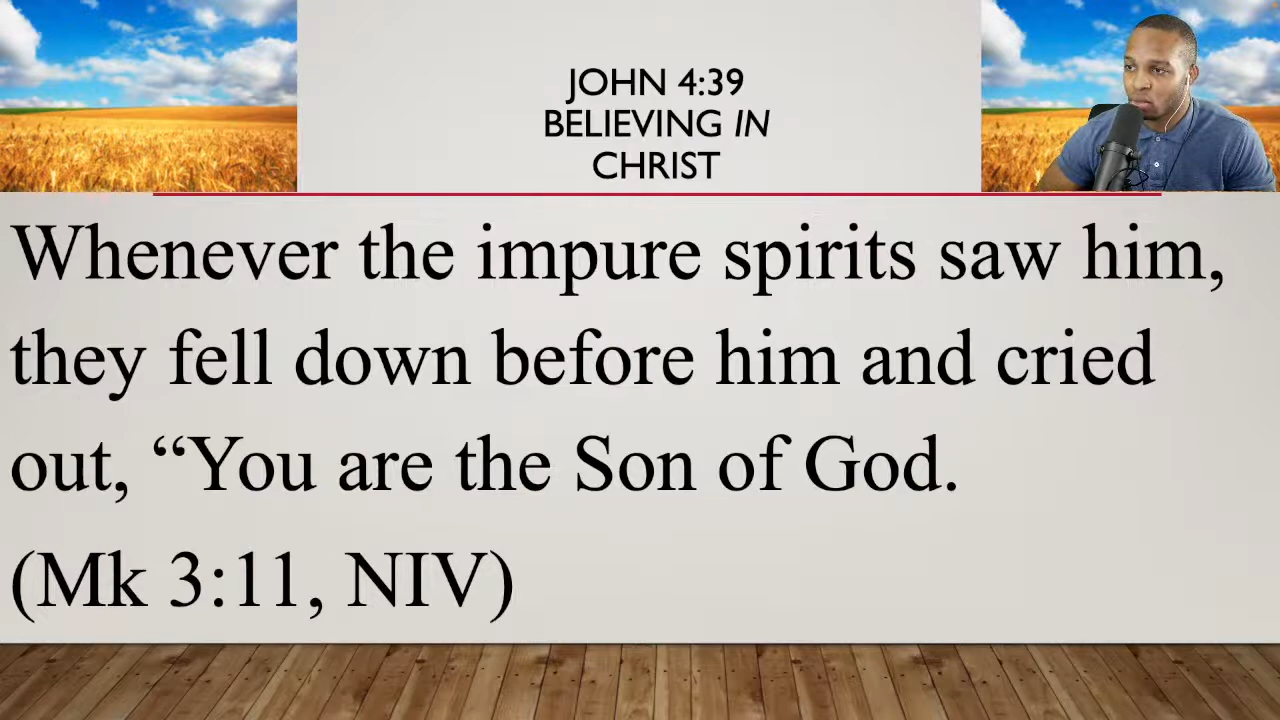 JOHN 4:39
BELIEVING IN
CHRIST
Whenever the impure spirits saw him,
they fell down before him and cried
out, “You are the Son of God.
(Mk 3:11, NIV)